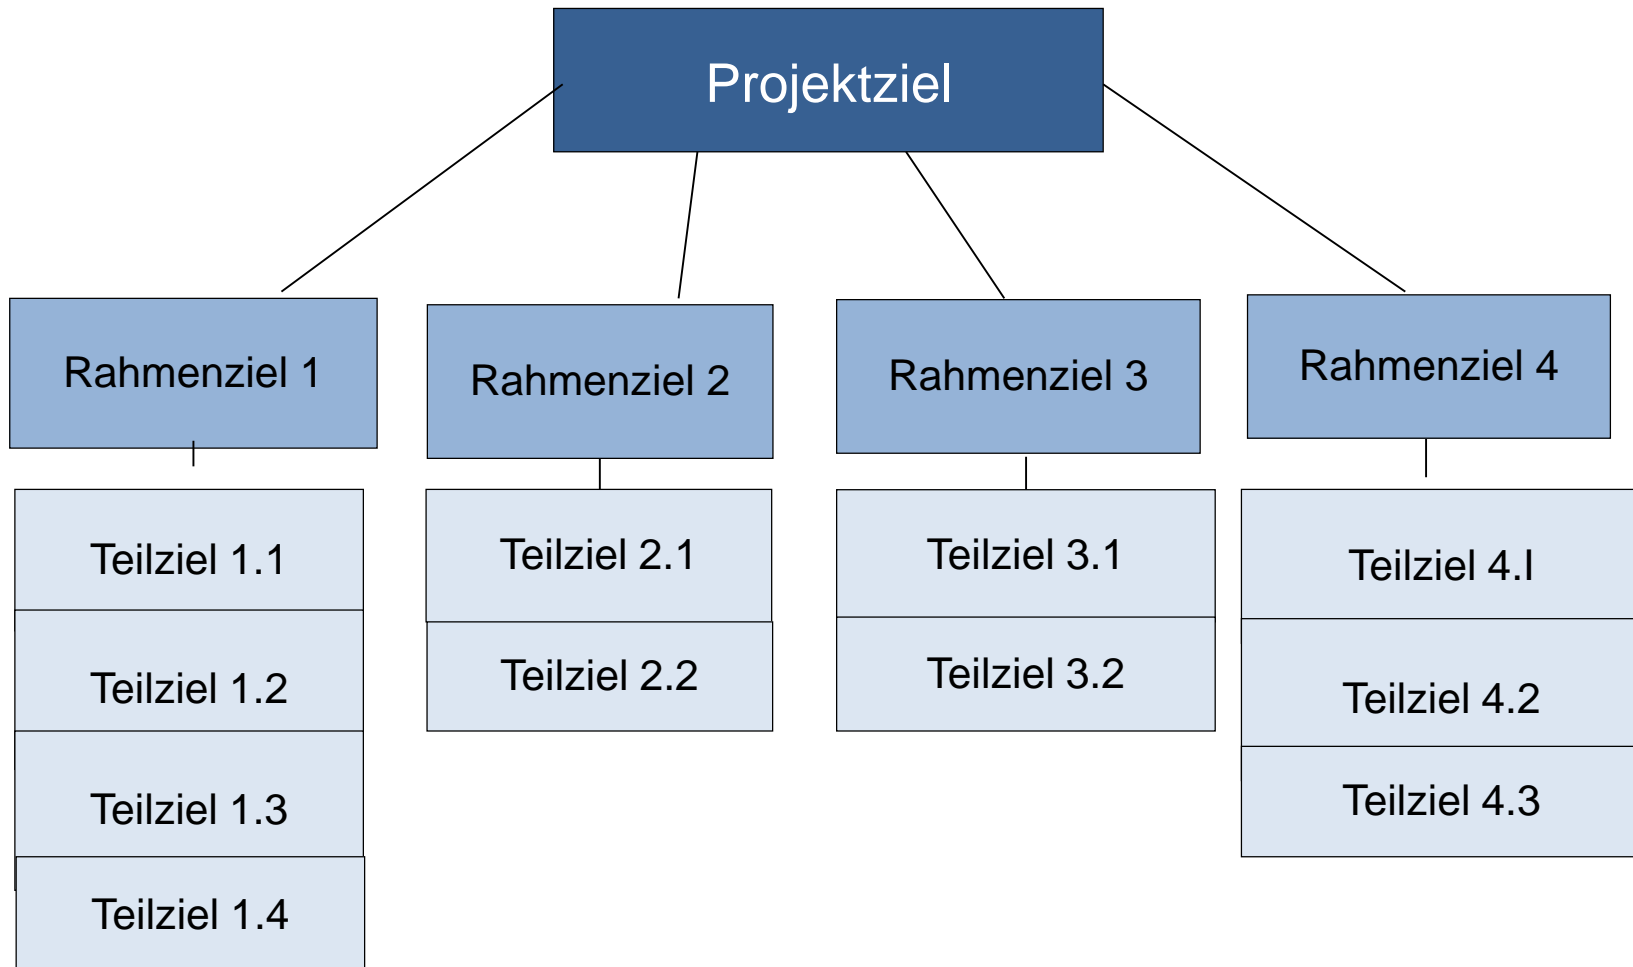 Projektziel
Rahmenziel 1
Rahmenziel 2
Rahmenziel 3
Rahmenziel 4
Teilziel 1.1
Teilziel 1.2
Teilziel 1.3
Teilziel 1.4
Teilziel 2.1
Teilziel 2.2
Teilziel 3.1
Teilziel 3.2
Teilziel 4.I
Teilziel 4.2
Teilziel 4.3